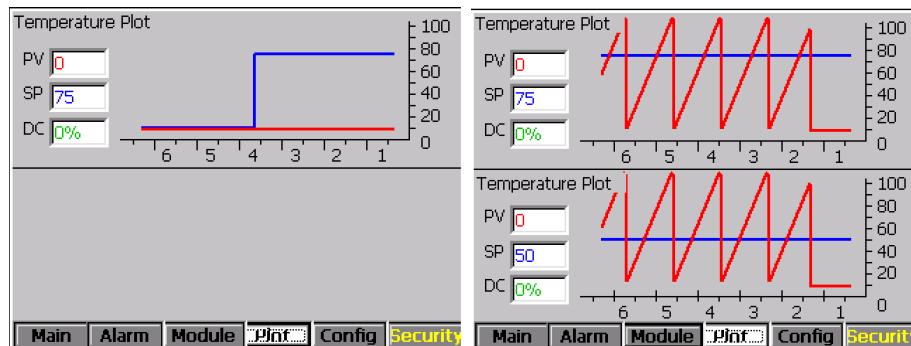 Temperature Plot
PV 0
SP 75
DC 0%
100
80
60
40
20
0
6 5 4 3 2 1
Main Alarm Module Plot Config Security
Temperature Plot
PV 0
SP 75
DC 0%
100
80
60
40
20
0
6 5 4 3 2 1
Temperature Plot
PV 0
SP 50
DC 0%
100
80
60
40
20
0
6 5 4 3 2 1
Main Alarm Module Plot Config Securit